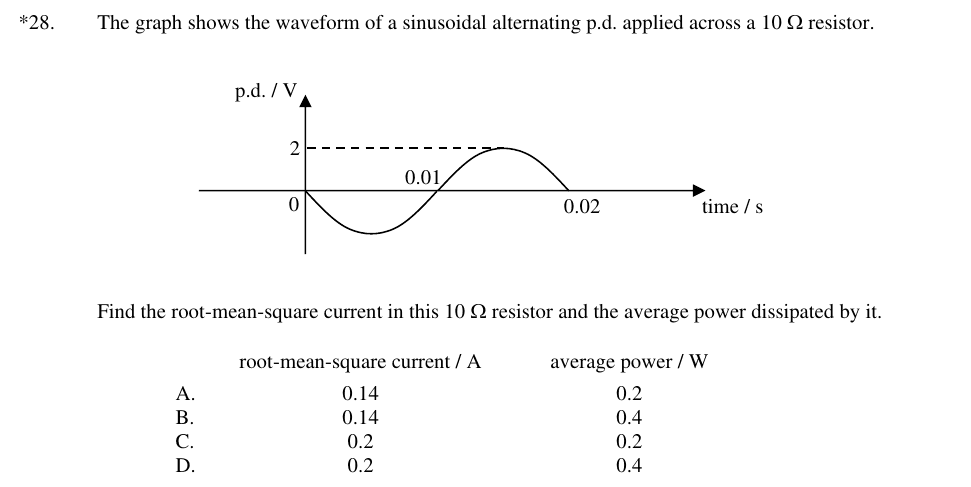 *28. The graph shows the waveform of a sinusoidal alternating p.d. applied across a 10 Ω resistor.
p.d. / V
2
0.01
0
0.02
time / s
Find the root-mean-square current in this 10 Ω resistor and the average power dissipated by it.
root-mean-square current / A average power / W
A. 0.14 0.2
B. 0.14 0.4
C. 0.2 0.2
D. 0.2 0.4